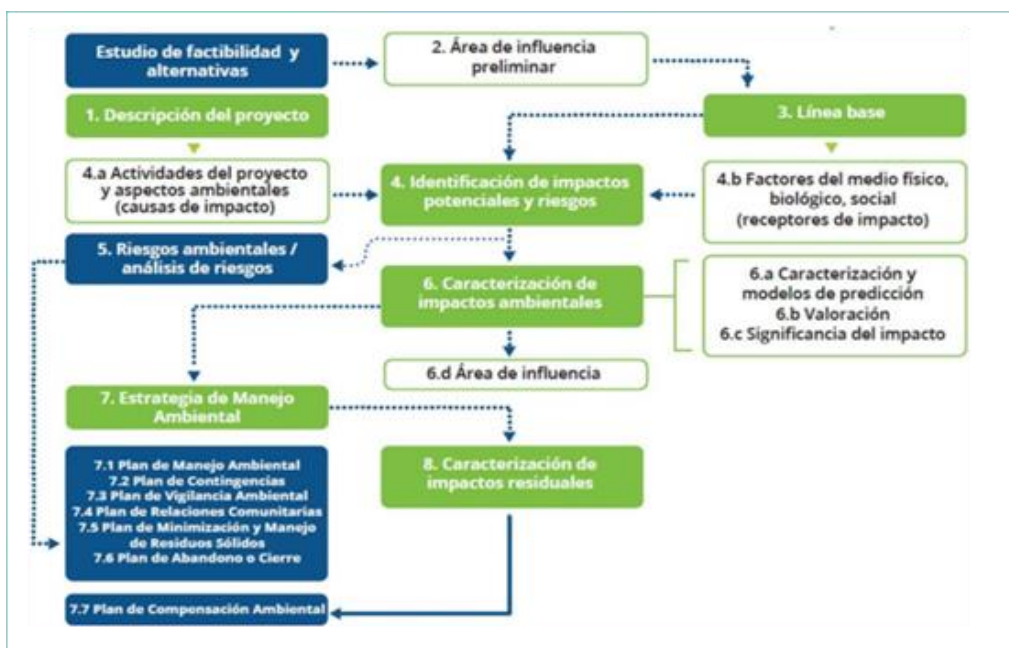 Estudio de factibilidad y
alternativas
2. Área de influencia
preliminar
1. Descripción del proyecto
3. Línea base
4.a Actividades del proyecto
y aspectos ambientales
(causas de impacto)
4. Identificación de impactos
potenciales y riesgos
4.b Factores del medio físico,
biológico, social
(receptores de impacto)
5. Riesgos ambientales /
análisis de riesgos
6. Caracterización de
impactos ambientales
6.a Caracterización y
modelos de predicción
6.b Valoración
6.c Significancia del impacto
6.d Área de influencia
7. Estrategia de Manejo
Ambiental
7.1 Plan de Manejo Ambiental
7.2 Plan de Contingencias
7.3 Plan de Vigilancia Ambiental
7.4 Plan de Relaciones Comunitarias
7.5 Plan de Minimización y Manejo
de Residuos Sólidos
7.6 Plan de Abandono o Cierre
8. Caracterización de
impactos residuales
7.7 Plan de Compensación Ambiental